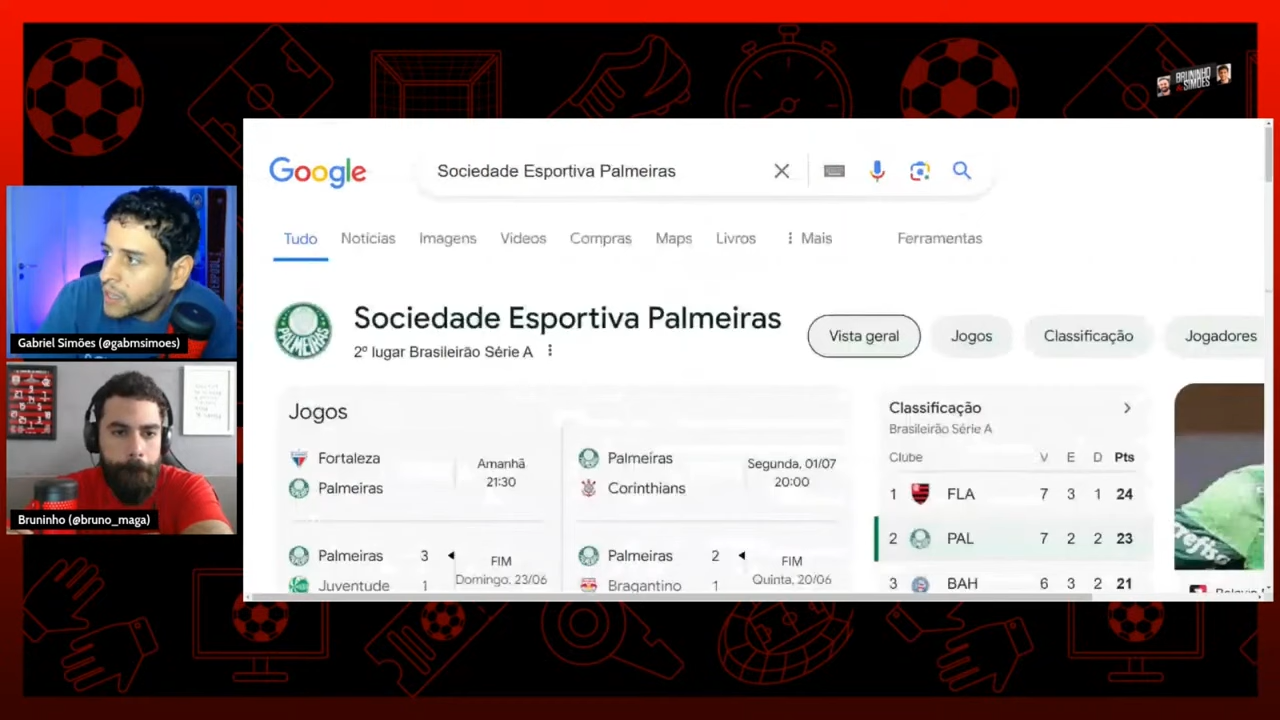 BRUNINHO
SIMÕES
Google
Sociedade Esportiva Palmeiras
Tudo
Notícias
Imagens
Vídeos
Compras
Maps
Livros
Mais
Ferramentas
PALMEIRAS
Sociedade Esportiva Palmeiras
2º lugar Brasileirão Série A
Vista geral
Jogos
Classificação
Jogadores
Jogos
Fortaleza
Palmeiras
Amanhã
21:30
Palmeiras
Corinthians
Segunda, 01/07
20:00
Palmeiras 3
Juventude 1
FIM
Domingo, 23/06
Palmeiras 2
Bragantino 1
FIM
Quinta, 20/06
Classificação
Brasileirão Série A
Clube V E D Pts
1 FLA 7 3 1 24
2 PAL 7 2 2 23
3 BAH 6 3 2 21
Gabriel Simões (@gabmsimoes)
Bruninho (@bruno_maga)